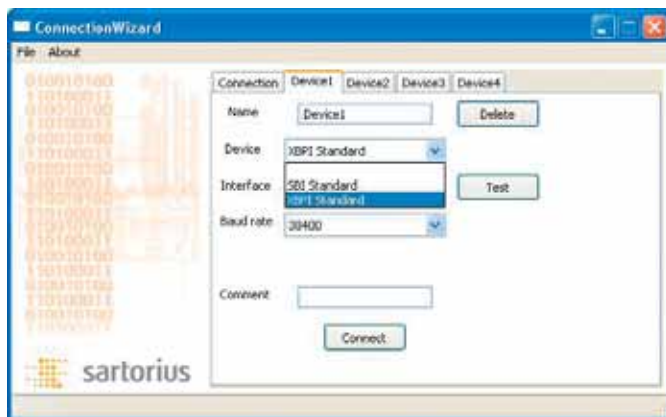 ConnectionWizard
File About
Connection Device1 Device2 Device3 Device4
Name Device1 Delete
Device XBPI Standard
Interface SBI Standard Test
XBPI Standard
Baud rate 38400
Comment
Connect
sartorius